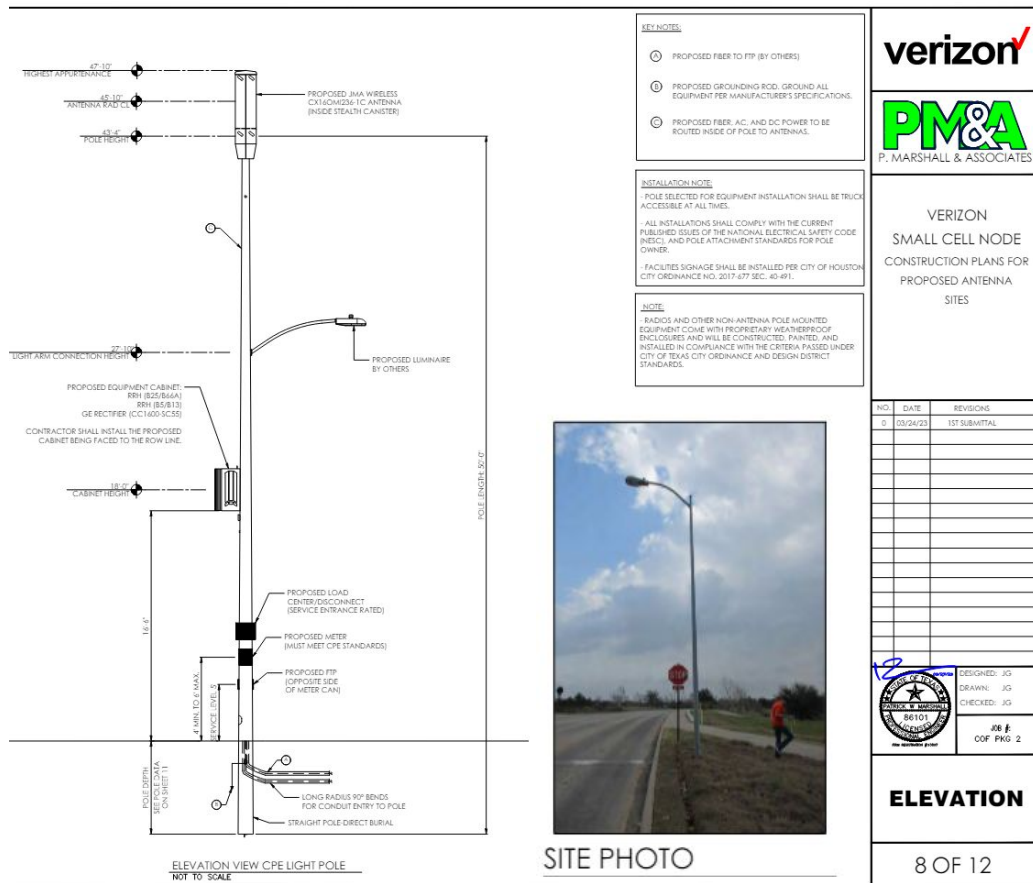 47'-10"
HIGHEST APPURTENANCE
45'-10"
ANTENNA RAD CL
43'-4"
POLE HEIGHT
PROPOSED JMA WIRELESS
CX16OMI236-1C ANTENNA
(INSIDE STEALTH CANISTER)
C
27'-10"
LIGHT ARM CONNECTION HEIGHT
PROPOSED LUMINAIRE
BY OTHERS
PROPOSED EQUIPMENT CABINET:
RRH (B25/B66A)
RRH (B5/B13)
GE RECTIFIER (CC1600-SC55)
CONTRACTOR SHALL INSTALL THE PROPOSED
CABINET BEING FACED TO THE ROW LINE.
18'-0"
CABINET HEIGHT
POLE LENGTH: 50'-0"
16'-6"
PROPOSED LOAD
CENTER/DISCONNECT
(SERVICE ENTRANCE RATED)
PROPOSED METER
(MUST MEET CPE STANDARDS)
PROPOSED FTP
(OPPOSITE SIDE
OF METER CAN)
4' MIN. TO 6' MAX.
SERVICE LEVEL 5'
POLE DEPTH
SEE POLE DATA
ON SHEET 11
A
B
LONG RADIUS 90° BENDS
FOR CONDUIT ENTRY TO POLE
STRAIGHT POLE-DIRECT BURIAL
ELEVATION VIEW CPE LIGHT POLE
NOT TO SCALE
KEY NOTES:
A PROPOSED FIBER TO FTP (BY OTHERS)
B PROPOSED GROUNDING ROD. GROUND ALL
EQUIPMENT PER MANUFACTURER'S SPECIFICATIONS.
C PROPOSED FIBER, AC, AND DC POWER TO BE
ROUTED INSIDE OF POLE TO ANTENNAS.
INSTALLATION NOTE:
- POLE SELECTED FOR EQUIPMENT INSTALLATION SHALL BE TRUCK
ACCESSIBLE AT ALL TIMES.
- ALL INSTALLATIONS SHALL COMPLY WITH THE CURRENT
PUBLISHED ISSUES OF THE NATIONAL ELECTRICAL SAFETY CODE
(NESC), AND POLE ATTACHMENT STANDARDS FOR POLE
OWNER.
- FACILITIES SIGNAGE SHALL BE INSTALLED PER CITY OF HOUSTON
CITY ORDINANCE NO. 2017-677 SEC. 40-491.
NOTE:
- RADIOS AND OTHER NON-ANTENNA POLE MOUNTED
EQUIPMENT COME WITH PROPRIETARY WEATHERPROOF
ENCLOSURES AND WILL BE CONSTRUCTED, PAINTED, AND
INSTALLED IN COMPLIANCE WITH THE CRITERIA PASSED UNDER
CITY OF TEXAS CITY ORDINANCE AND DESIGN DISTRICT
STANDARDS.
STOP
SITE PHOTO
verizon
PM&A
P. MARSHALL & ASSOCIATES
VERIZON
SMALL CELL NODE
CONSTRUCTION PLANS FOR
PROPOSED ANTENNA
SITES
NO. DATE REVISIONS
0 03/24/23 1ST SUBMITTAL
STATE OF TEXAS
PATRICK W MARSHALL
86101
LICENSED
PROFESSIONAL ENGINEER
DESIGNED: JG
DRAWN: JG
CHECKED: JG
JOB #:
COF PKG 2
ELEVATION
8 OF 12